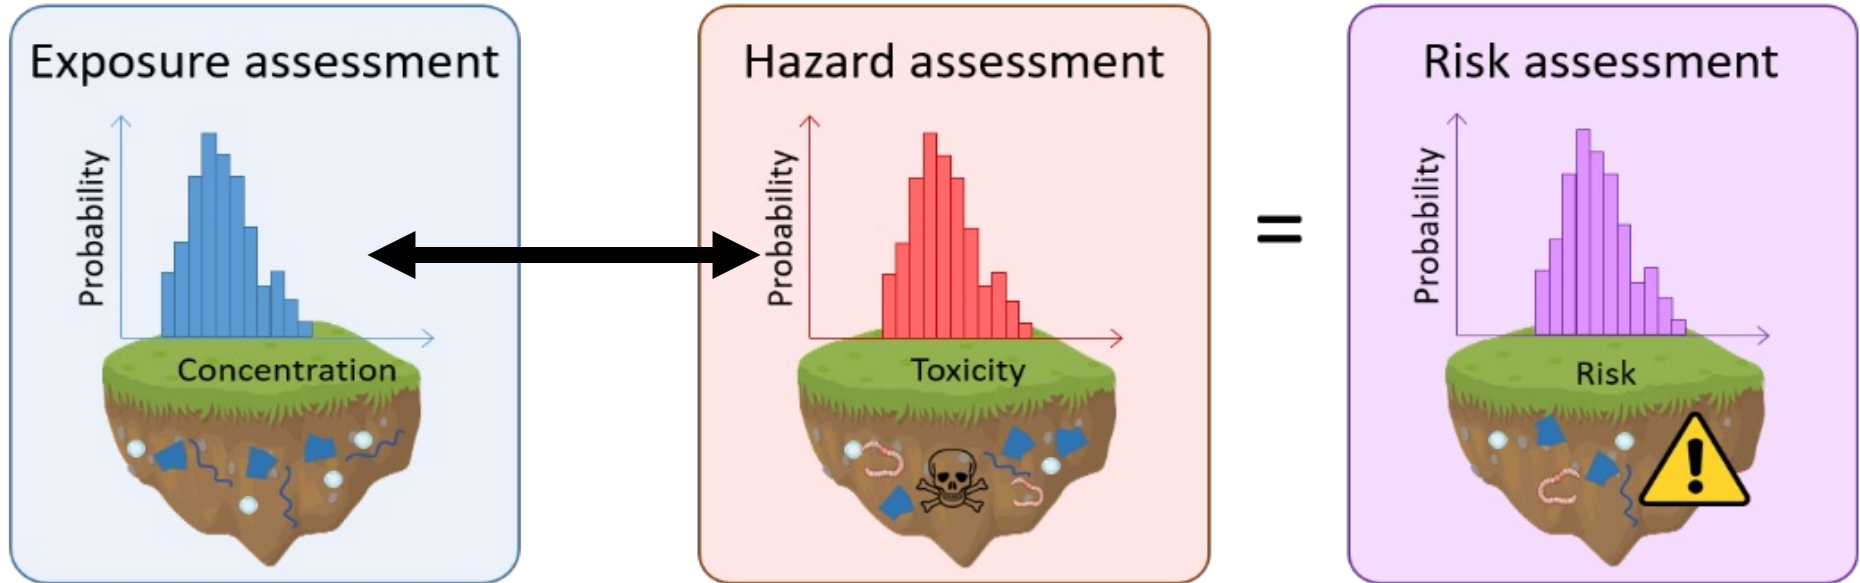 Exposure assessment
Probability
Concentration
Hazard assessment
Probability
Toxicity
=
Risk assessment
Probability
Risk
!